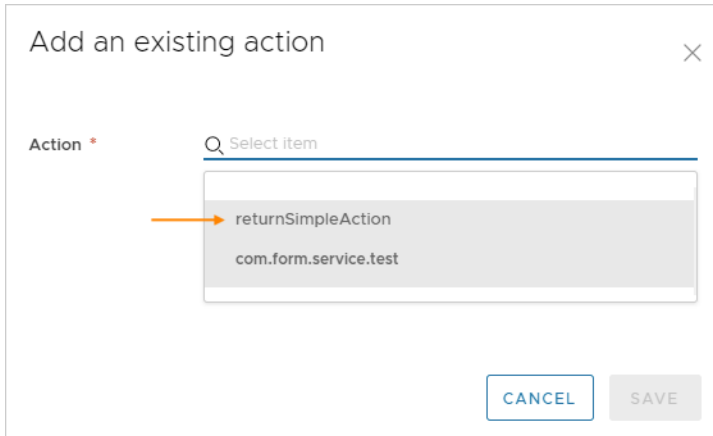 Add an existing action
Action *
Select item
returnSimpleAction
com.form.service.test
CANCEL
SAVE